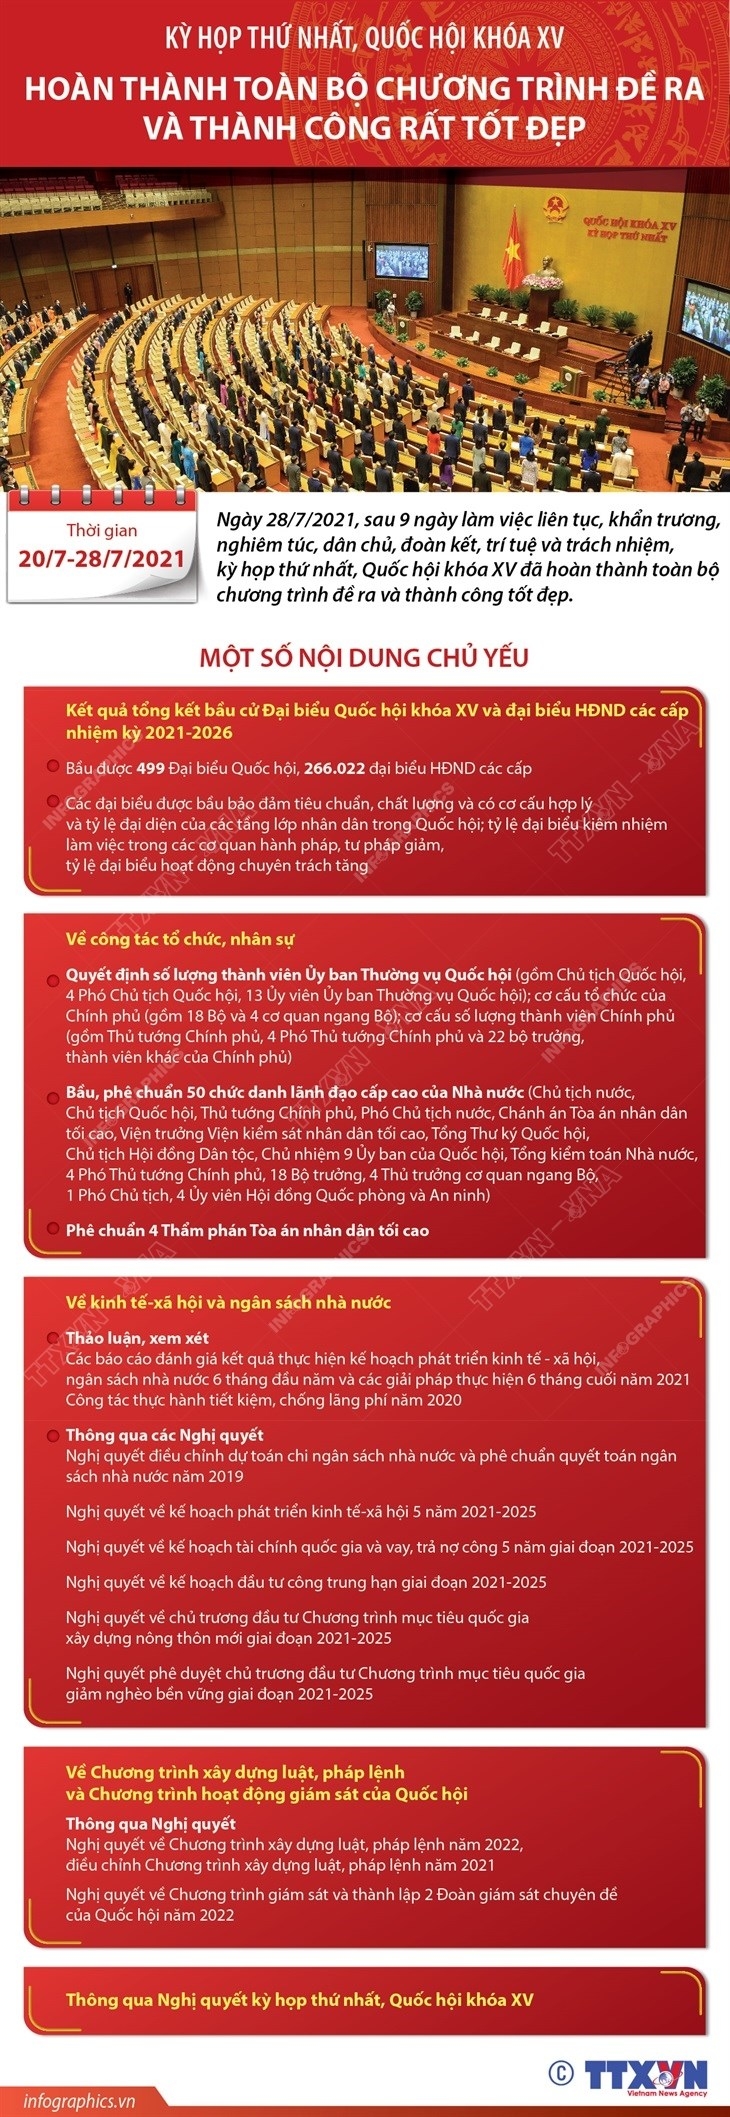 KỲ HỌP THỨ NHẤT, QUỐC HỘI KHÓA XV
HOÀN THÀNH TOÀN BỘ CHƯƠNG TRÌNH ĐỀ RA
VÀ THÀNH CÔNG RẤT TỐT ĐẸP
QUỐC HỘI KHÓA XV
KỲ HỌP THỨ NHẤT
Thời gian
20/7-28/7/2021
Ngày 28/7/2021, sau 9 ngày làm việc liên tục, khẩn trương,
nghiêm túc, dân chủ, đoàn kết, trí tuệ và trách nhiệm,
kỳ họp thứ nhất, Quốc hội khóa XV đã hoàn thành toàn bộ
chương trình đề ra và thành công tốt đẹp.
MỘT SỐ NỘI DUNG CHỦ YẾU
Kết quả tổng kết bầu cử Đại biểu Quốc hội khóa XV và đại biểu HĐND các cấp
nhiệm kỳ 2021-2026
Bầu được 499 Đại biểu Quốc hội, 266.022 đại biểu HĐND các cấp
Các đại biểu được bầu bảo đảm tiêu chuẩn, chất lượng và có cơ cấu hợp lý
và tỷ lệ đại diện của các tầng lớp nhân dân trong Quốc hội; tỷ lệ đại biểu kiêm nhiệm
làm việc trong các cơ quan hành pháp, tư pháp giảm,
tỷ lệ đại biểu hoạt động chuyên trách tăng
Về công tác tổ chức, nhân sự
Quyết định số lượng thành viên Ủy ban Thường vụ Quốc hội (gồm Chủ tịch Quốc hội,
4 Phó Chủ tịch Quốc hội, 13 Ủy viên Ủy ban Thường vụ Quốc hội); cơ cấu tổ chức của
Chính phủ (gồm 18 Bộ và 4 cơ quan ngang Bộ); cơ cấu số lượng thành viên Chính phủ
(gồm Thủ tướng Chính phủ, 4 Phó Thủ tướng Chính phủ và 22 bộ trưởng,
thành viên khác của Chính phủ)
Bầu, phê chuẩn 50 chức danh lãnh đạo cấp cao của Nhà nước (Chủ tịch nước,
Chủ tịch Quốc hội, Thủ tướng Chính phủ, Phó Chủ tịch nước, Chánh án Tòa án nhân dân
tối cao, Viện trưởng Viện kiểm sát nhân dân tối cao, Tổng Thư ký Quốc hội,
Chủ tịch Hội đồng Dân tộc, Chủ nhiệm 9 Ủy ban của Quốc hội, Tổng kiểm toán Nhà nước,
4 Phó Thủ tướng Chính phủ, 18 Bộ trưởng, 4 Thủ trưởng cơ quan ngang Bộ,
1 Phó Chủ tịch, 4 Ủy viên Hội đồng Quốc phòng và An ninh)
Phê chuẩn 4 Thẩm phán Tòa án nhân dân tối cao
Về kinh tế-xã hội và ngân sách nhà nước
Thảo luận, xem xét
Các báo cáo đánh giá kết quả thực hiện kế hoạch phát triển kinh tế - xã hội,
ngân sách nhà nước 6 tháng đầu năm và các giải pháp thực hiện 6 tháng cuối năm 2021
Công tác thực hành tiết kiệm, chống lãng phí năm 2020
Thông qua các Nghị quyết
Nghị quyết điều chỉnh dự toán chi ngân sách nhà nước và phê chuẩn quyết toán ngân
sách nhà nước năm 2019
Nghị quyết về kế hoạch phát triển kinh tế-xã hội 5 năm 2021-2025
Nghị quyết về kế hoạch tài chính quốc gia và vay, trả nợ công 5 năm giai đoạn 2021-2025
Nghị quyết về kế hoạch đầu tư công trung hạn giai đoạn 2021-2025
Nghị quyết về chủ trương đầu tư Chương trình mục tiêu quốc gia
xây dựng nông thôn mới giai đoạn 2021-2025
Nghị quyết phê duyệt chủ trương đầu tư Chương trình mục tiêu quốc gia
giảm nghèo bền vững giai đoạn 2021-2025
Về Chương trình xây dựng luật, pháp lệnh
và Chương trình hoạt động giám sát của Quốc hội
Thông qua Nghị quyết
Nghị quyết về Chương trình xây dựng luật, pháp lệnh năm 2022,
điều chỉnh Chương trình xây dựng luật, pháp lệnh năm 2021
Nghị quyết về Chương trình giám sát và thành lập 2 Đoàn giám sát chuyên đề
của Quốc hội năm 2022
Thông qua Nghị quyết kỳ họp thứ nhất, Quốc hội khóa XV
© TTXVN
Vietnam News Agency
infographics.vn